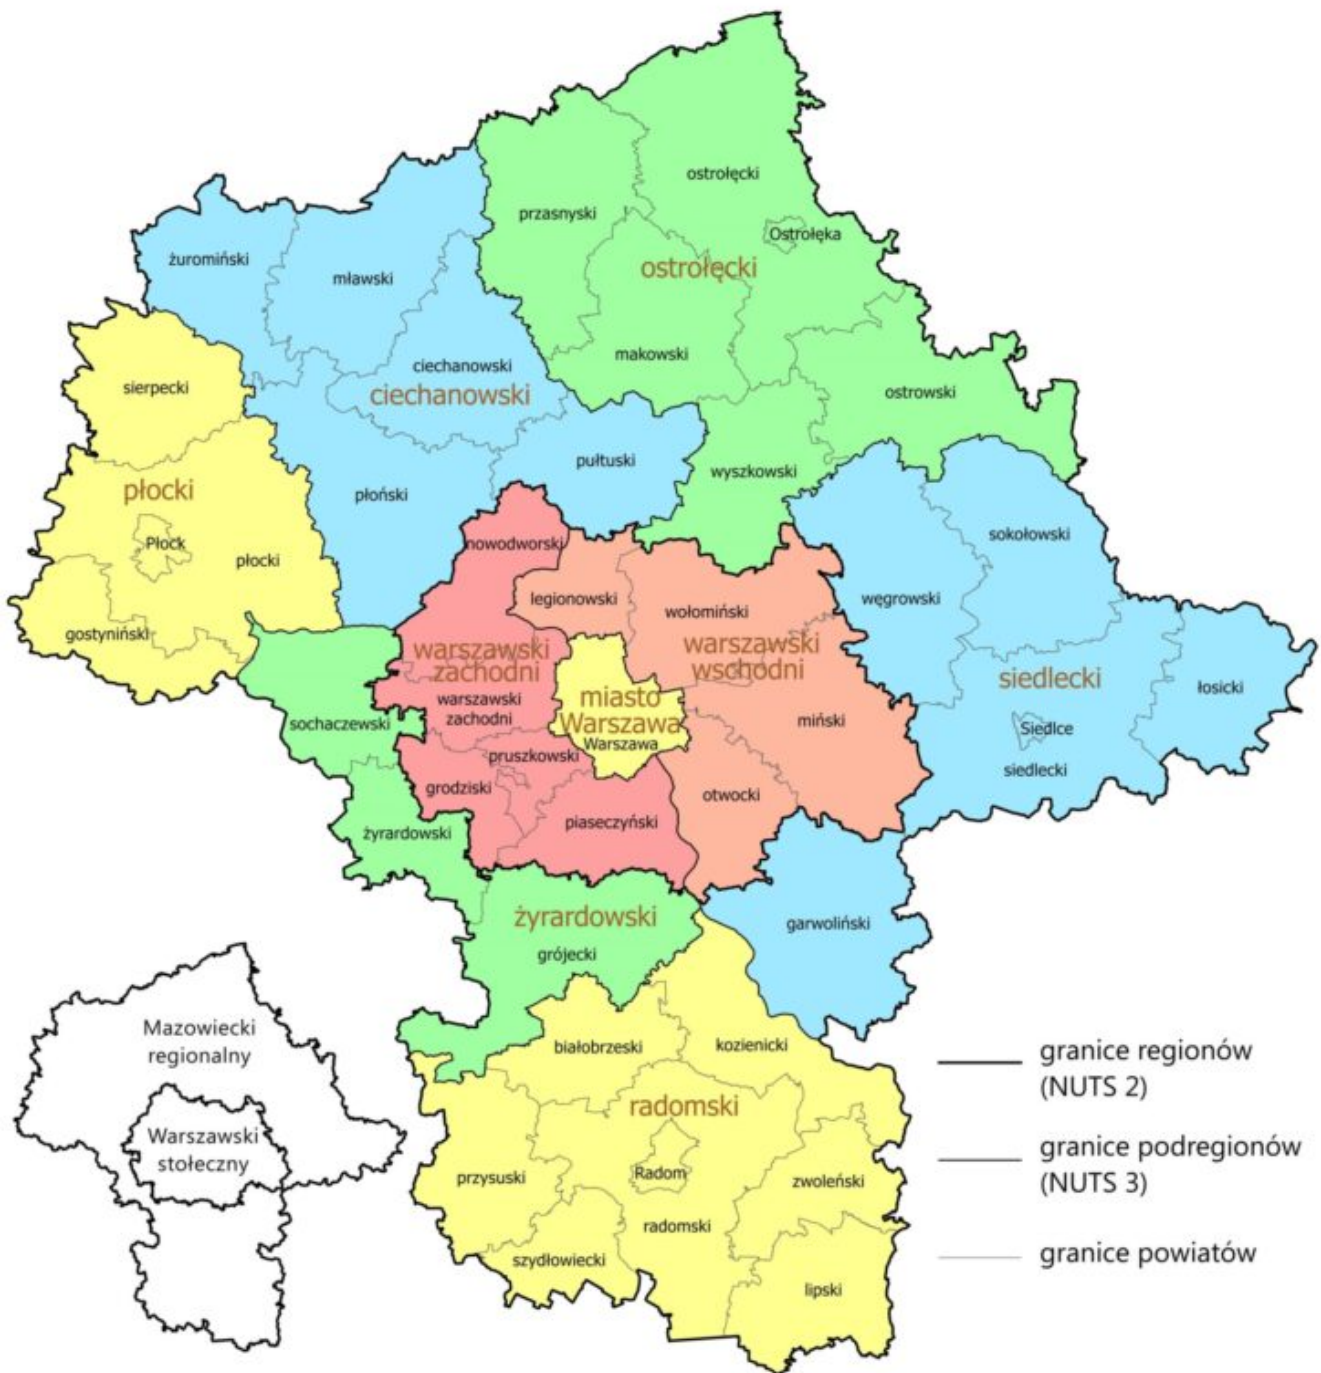 ostrołęcki
przasnyski
Ostrołęka
żuromiński
mławski
ostrołęcki
makowski
ciechanowski
ciechanowski
sierpecki
ostrowski
pułtuski
wyszkowski
płocki
płoński
sokołowski
Płock
płocki
nowodworski
legionowski
wołomiński
węgrowski
gostyniński
warszawski
zachodni
warszawski
wschodni
siedlecki
łosicki
warszawski
zachodni
miasto
Warszawa
Warszawa
sochaczewski
miński
Siedlce
siedlecki
pruszkowski
grodziski
otwocki
piaseczyński
żyrardowski
żyrardowski
grójecki
garwoliński
białobrzeski
kozienicki
radomski
przysuski
Radom
zwoleński
radomski
szydłowiecki
lipski
Mazowiecki
regionalny
Warszawski
stołeczny
granice regionów
(NUTS 2)
granice podregionów
(NUTS 3)
granice powiatów